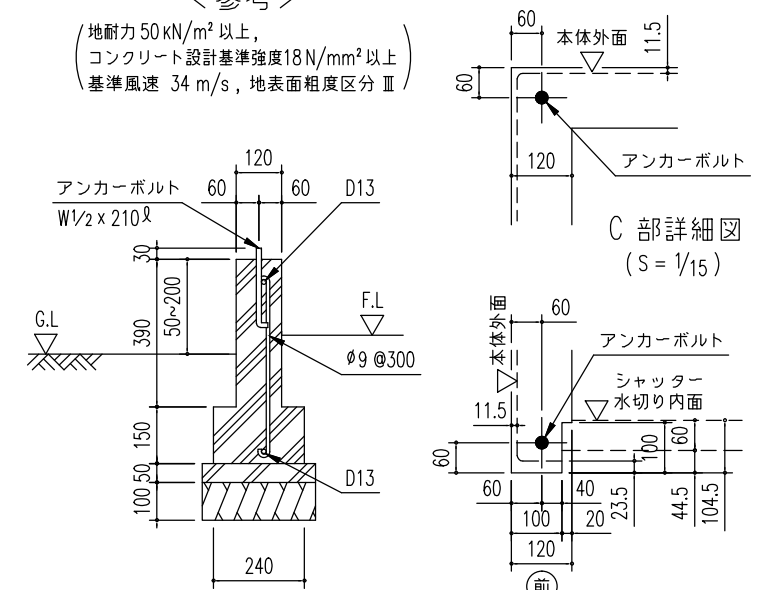 <参考>
地耐力 50 kN/m² 以上,
コンクリート設計基準強度18 N/mm² 以上
基準風速 34 m/s , 地表面粗度区分 Ⅲ
120
60
60
アンカーボルト
W1/2 x 210ℓ
D13
30
390
50~200
G.L
F.L
φ9 @300
150
50
100
D13
240
60
本体外面
11.5
60
120
アンカーボルト
C 部詳細図
(S = 1/15)
本体外面
60
アンカーボルト
シャッター
水切り内面
11.5
60
60
100
60
40
100
20
120
23.5
44.5
104.5
前